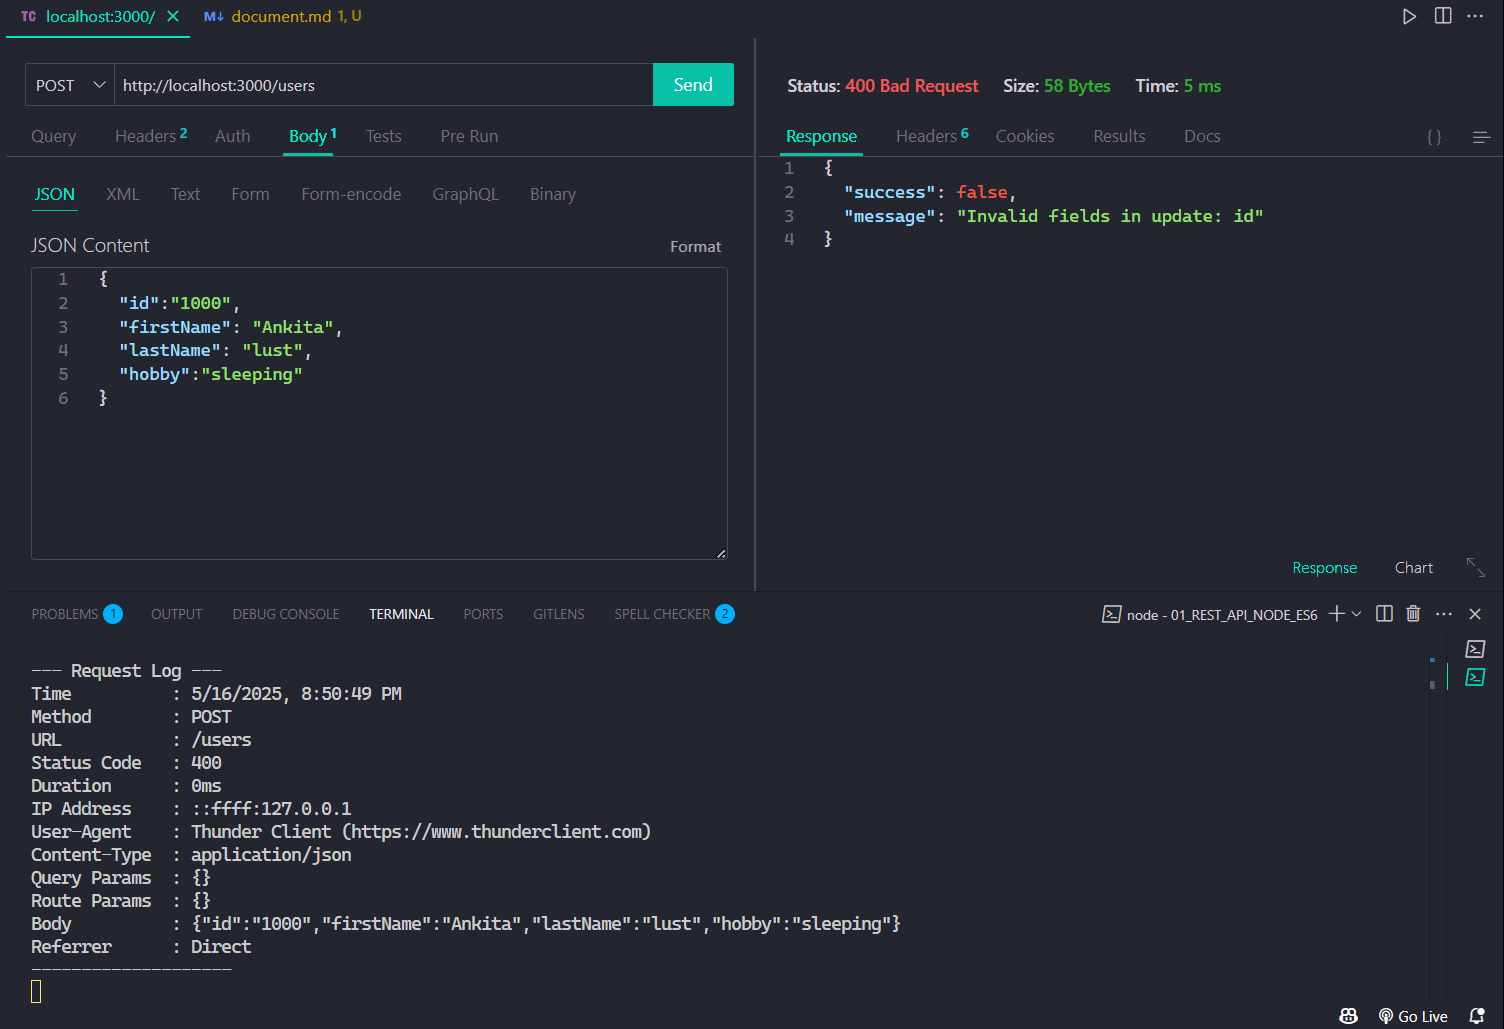 TC localhost:3000/ × M↓ document.md 1, U
POST http://localhost:3000/users Send
Query Headers 2 Auth Body 1 Tests Pre Run
JSON XML Text Form Form-encode GraphQL Binary
JSON Content Format
1 {
2 "id":"1000",
3 "firstName": "Ankita",
4 "lastName": "lust",
5 "hobby":"sleeping"
6 }
Status: 400 Bad Request Size: 58 Bytes Time: 5 ms
Response Headers 6 Cookies Results Docs { }
1 {
2 "success": false,
3 "message": "Invalid fields in update: id"
4 }
Response Chart
PROBLEMS 1 OUTPUT DEBUG CONSOLE TERMINAL PORTS GITLENS SPELL CHECKER 2 node - 01_REST_API_NODE_ES6
--- Request Log ---
Time : 5/16/2025, 8:50:49 PM
Method : POST
URL : /users
Status Code : 400
Duration : 0ms
IP Address : ::ffff:127.0.0.1
User-Agent : Thunder Client (https://www.thunderclient.com)
Content-Type : application/json
Query Params : {}
Route Params : {}
Body : {"id":"1000","firstName":"Ankita","lastName":"lust","hobby":"sleeping"}
Referrer : Direct
--------------------
Go Live